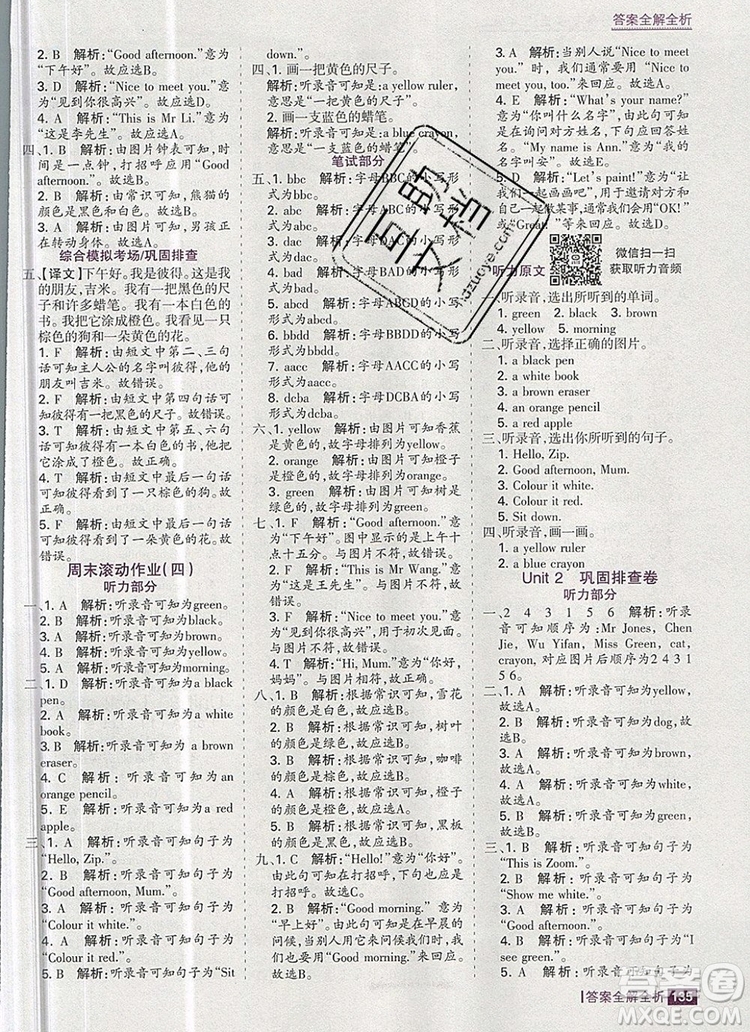 答案全解全析
2. B 解析:“Good afternoon.”意为
“下午好”。故应选B。
3. D 解析:“Nice to meet you.”意
为“见到你很高兴”。故应选D。
4. A 解析:“This is Mr Li.”意为
“这是李先生”。故应选A。
四、1. B 解析:由图片钟表可知,时
间是一点钟,打招呼应用“Good
afternoon.”。故选B。
2. B 解析:由常识可知,熊猫的颜
色是黑色和白色。故选B。
3. A 解析:由图片可知,男孩正在
转动身体。故选A。
综合模拟考场/巩固排查
五、【译文】下午好。我是彼得。这是我
的朋友,吉米。我有一把黑色的尺子
和许多蜡笔。看!我有一只小狗。
我把它涂成橙色。我喜欢它。一只
棕色的狗和一朵黄色的花。
1. F 解析:由短文中第二、三句
话可知主人公的名字叫彼得,他
的朋友叫吉米。故错误。
2. F 解析:由短文中第四句话可
知彼得有一把黑色的尺子。故错误。
3. T 解析:由短文中第五、六句
话可知彼得有一只小狗,他把
它涂成了橙色。故正确。
4. T 解析:由短文中最后一句话
可知彼得看到了一只棕色的狗。故
正确。
5. F 解析:由短文中最后一句话可
知彼得看到了一朵黄色的花。故
错误。
周末滚动作业(四)
听力部分
一、1. A 解析:听录音可知为green。
2. B 解析:听录音可知为black。
3. A 解析:听录音可知为brown。
4. B 解析:听录音可知为yellow。
5. B 解析:听录音可知为morning。
二、1. D 解析:听录音可知为a black
pen。
2. A 解析:听录音可知为a white
book。
3. B 解析:听录音可知为a brown
eraser。
4. C 解析:听录音可知为an
orange pencil。
5. E 解析:听录音可知为a red
apple。
三、1. A 解析:听录音可知句子为
“Hello, Zip.”。
2. B 解析:听录音可知句子为
“Good afternoon, Mum.”。
3. A 解析:听录音可知句子为
“Colour it white.”。
4. A 解析:听录音可知句子为
“Colour it red.”。
5. B 解析:听录音可知句子为“Sit
down.”。
四、1. 画一把黄色的尺子。
解析:听录音可知是:a yellow ruler,
意思是“一把黄色的尺子”。
2. 画一支蓝色的蜡笔。
解析:听录音可知是:a blue crayon,
意思是“一支蓝色的蜡笔”。
笔试部分
五、1. bbc 解析:字母BBC的小写形
式为bbc。
2. abc 解析:字母ABC的小写形
式为abc。
3. aac 解析:字母AAC的小写形
式为aac。
4. bad 解析:字母BAD的小写形
式为bad。
5. abcd 解析:字母ABCD的小写
形式为abcd。
6. bbdd 解析:字母BBDD的小写
形式为bbdd。
7. aacc 解析:字母AACC的小写
形式为aacc。
8. dcba 解析:字母DCBA的小写
形式为dcba。
六、1. yellow 解析:由图片可知香蕉
是黄色的,故字母排列为yellow。
2. orange 解析:由图片可知橙子
是橙色的,故字母排列为orange。
3. green 解析:由图片可知树是
绿色的,故字母排列为green。
七、1. F 解析:“Good afternoon.”意
为“下午好”。图中显示的是上午
十点十五分。与图片不符,故错误。
2. F 解析:“This is Mr Wang.”意
为“这是王先生”。与图片不符,故
错误。
3. T 解析:“Nice to meet you.”意
为“见到你很高兴”,用于初次见面。
与图片相符,故正确。
4. T 解析:“Hi, Mum.”意为“你好,
妈妈”。与图片相符,故正确。
八、1. B 解析:根据常识可知,雪花
的颜色是白色,故应选B。
2. B 解析:根据常识可知,树叶
的颜色是绿色,故应选B。
3. A 解析:根据常识可知,咖啡
的颜色是棕色,故应选A。
4. A 解析:根据常识可知,橙子
的颜色是橙色,故应选A。
5. B 解析:根据常识可知,黑板
的颜色是黑色,故应选B。
九、1. C 解析:“Hello!”意为“你好”。
由此句可知在打招呼,故应用“Hi!”
来回应。故选C。
2. B 解析:“Good morning.”意为
“早上好”。由此句可知是在早晨的
问候,当别人向你问候时,你也应问
候别人,用“Good morning.”来回应。
故选B。
3. A 解析:当别人说“Nice to meet
you.”时,你应用“Nice to meet
you, too.”来回应。故选A。
4. E 解析:“What's your name?”
意为“你叫什么名字”,由此句可知
在询问名字,下句应回答姓名。
“My name is Ann.”意为“我的
名字叫安”。故选E。
5. D 解析:“Let's paint!”意为
“让我们画画吧”。由此句可知当别人
提出一起做某事,通常应用“OK!”
或“Great.”等来回应。故选D。
微信扫一扫
获取听力音频
听力原文
一、听录音,选出所听到的单词。
1. green 2. black 3. brown
4. yellow 5. morning
二、听录音,选择正确的图片。
1. a black pen
2. a white book
3. a brown eraser
4. an orange pencil
5. a red apple
三、听录音,选出你所听到的句子。
1. Hello, Zip.
2. Good afternoon, Mum.
3. Colour it white.
4. Colour it red.
5. Sit down.
四、听录音,画一画。
1. a yellow ruler
2. a blue crayon
Unit 2 巩固排查卷
听力部分
一、2 4 3 1 5 6 解析:听录
音可知顺序为:Mr Jones, Chen
Jie, Wu Yifan, Miss Green, cat,
crayon,对应图片后顺序为2 4 3 1
5 6。
二、1. A 解析:听录音可知为yellow,
故选A。
2. B 解析:听录音可知为dog,故
选B。
3. A 解析:听录音可知为white,
故选A。
4. A 解析:听录音可知为eraser,
故选A。
5. B 解析:听录音可知为green,
故选B。
三、1. B 解析:听录音可知句子为
“This is Zoom.”。
2. B 解析:听录音可知句子为
“Show me white.”。
3. A 解析:听录音可知句子为
“Good morning.”。
4. B 解析:听录音可知句子为“I
see green.”。
5. A 解析:听录音可知句子为
答案全解全析 135
职百文档
kdzuoye.com
答案圈
MXQE.COM